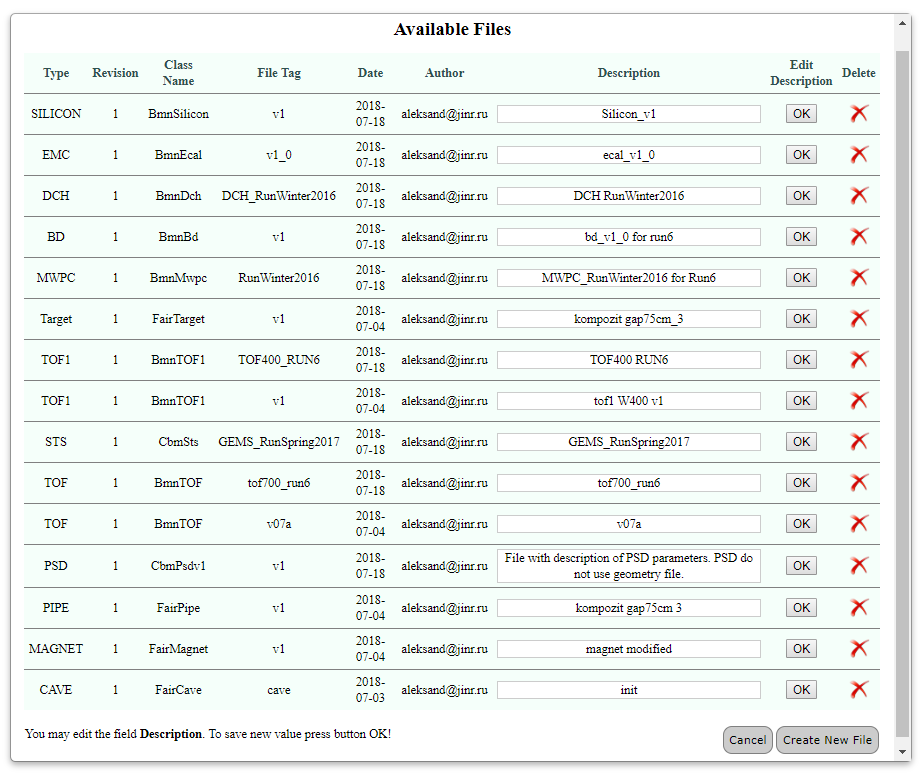 Available Files
Type Revision Class Name File Tag Date Author Description Edit Description Delete
SILICON 1 BmnSilicon v1 2018-07-18 aleksand@jinr.ru Silicon_v1 OK
EMC 1 BmnEcal v1_0 2018-07-18 aleksand@jinr.ru ecal_v1_0 OK
DCH 1 BmnDch DCH_RunWinter2016 2018-07-18 aleksand@jinr.ru DCH RunWinter2016 OK
BD 1 BmnBd v1 2018-07-18 aleksand@jinr.ru bd_v1_0 for run6 OK
MWPC 1 BmnMwpc RunWinter2016 2018-07-18 aleksand@jinr.ru MWPC_RunWinter2016 for Run6 OK
Target 1 FairTarget v1 2018-07-04 aleksand@jinr.ru kompozit gap75cm_3 OK
TOF1 1 BmnTOF1 TOF400_RUN6 2018-07-18 aleksand@jinr.ru TOF400 RUN6 OK
TOF1 1 BmnTOF1 v1 2018-07-04 aleksand@jinr.ru tof1 W400 v1 OK
STS 1 CbmSts GEMS_RunSpring2017 2018-07-18 aleksand@jinr.ru GEMS_RunSpring2017 OK
TOF 1 BmnTOF tof700_run6 2018-07-18 aleksand@jinr.ru tof700_run6 OK
TOF 1 BmnTOF v07a 2018-07-04 aleksand@jinr.ru v07a OK
PSD 1 CbmPsdv1 v1 2018-07-18 aleksand@jinr.ru File with description of PSD parameters. PSD do not use geometry file. OK
PIPE 1 FairPipe v1 2018-07-04 aleksand@jinr.ru kompozit gap75cm 3 OK
MAGNET 1 FairMagnet v1 2018-07-04 aleksand@jinr.ru magnet modified OK
CAVE 1 FairCave cave 2018-07-03 aleksand@jinr.ru init OK
You may edit the field Description. To save new value press button OK!
Cancel Create New File